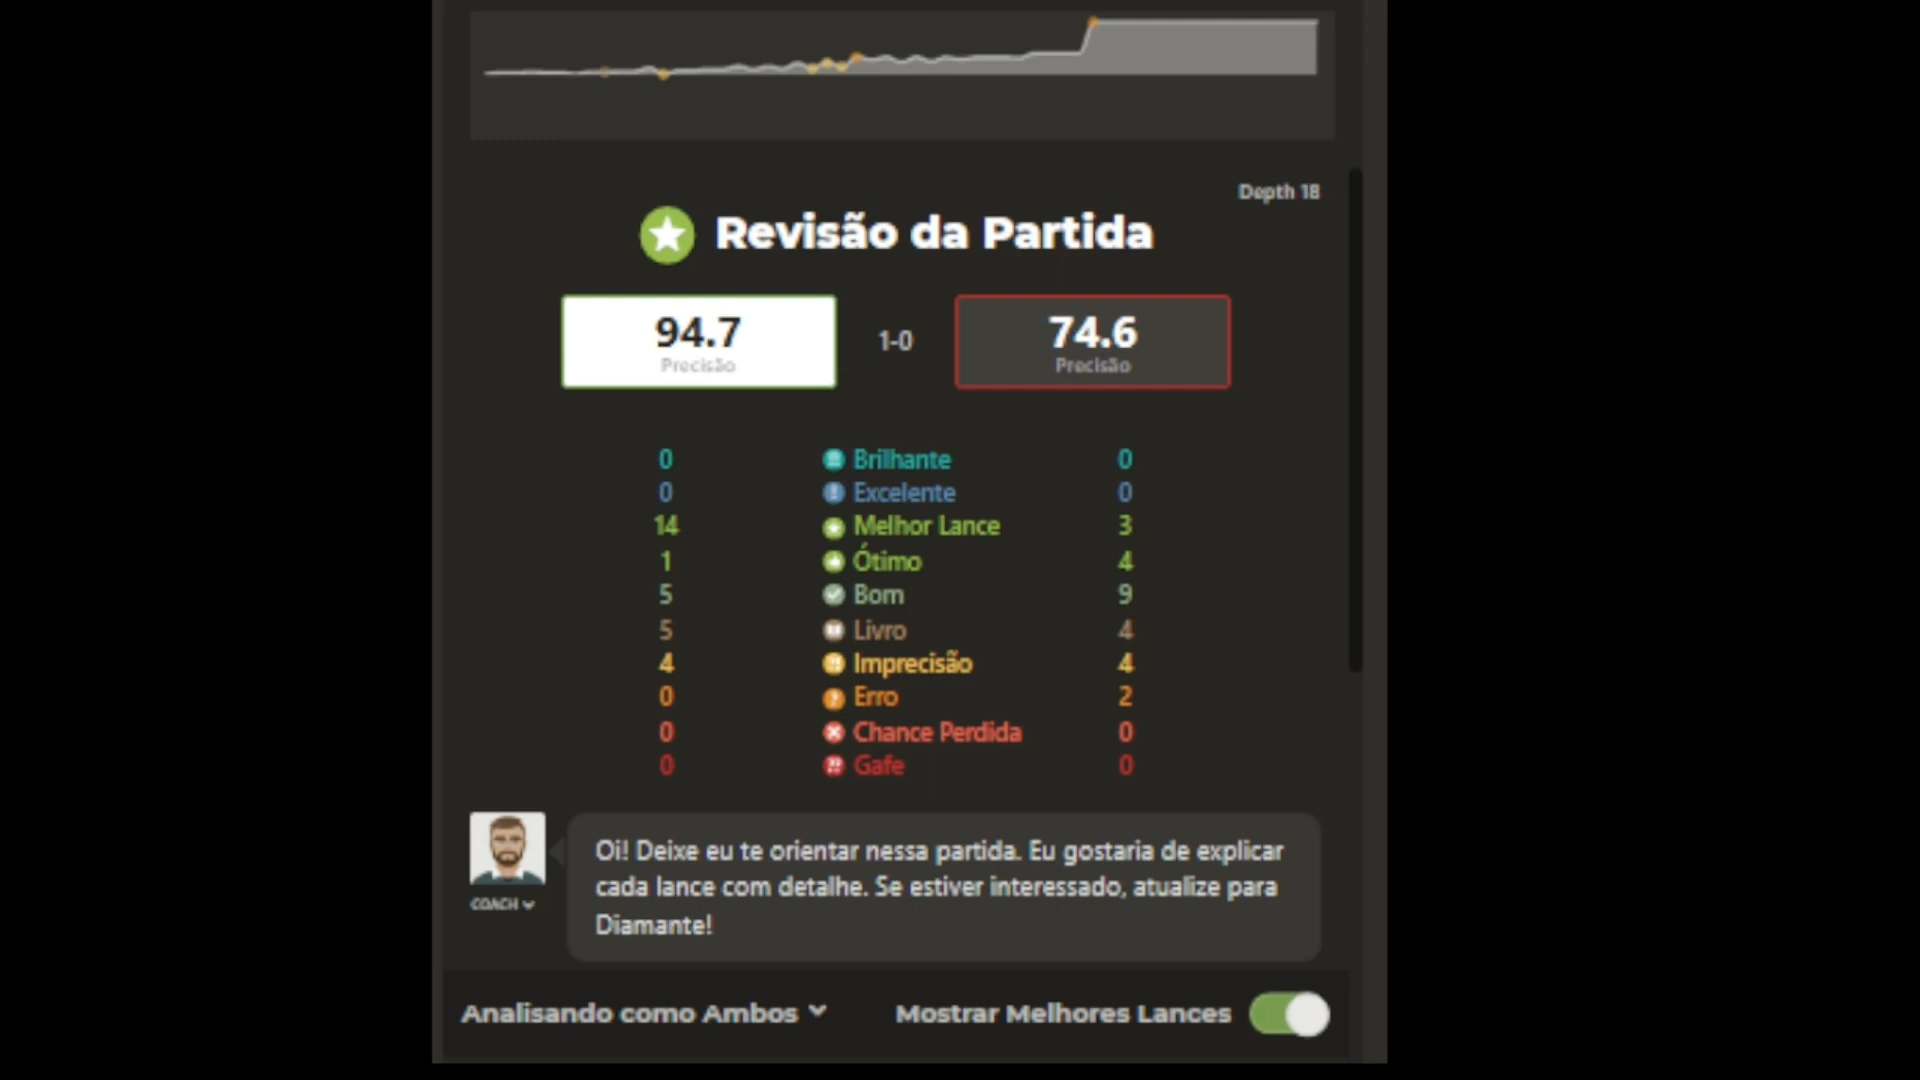 Depth 18
Revisão da Partida
94.7 1-0 74.6
Precisão Precisão
0 Brilhante 0
0 Excelente 0
14 Melhor Lance 3
1 Ótimo 4
5 Bom 9
5 Livro 4
4 Imprecisão 4
0 Erro 2
0 Chance Perdida 0
0 Gafe 0
Oi! Deixe eu te orientar nessa partida. Eu gostaria de explicar
cada lance com detalhe. Se estiver interessado, atualize para
Diamante!
COACH
Analisando como Ambos Mostrar Melhores Lances